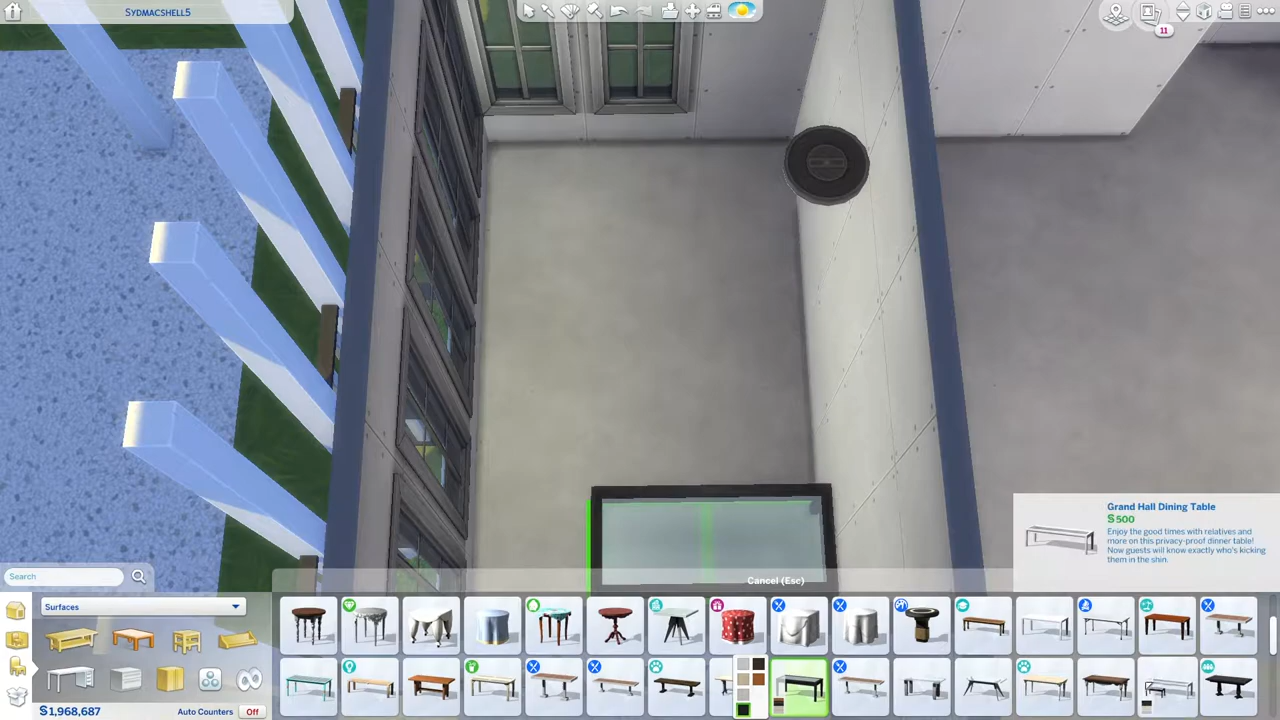 SYDMACSHELL5
11
Grand Hall Dining Table
§500
Enjoy the good times with relatives and
more on this privacy-proof dinner table!
Now guests will know exactly who's kicking
them in the shin.
Search
Cancel (Esc)
Surfaces
§1,968,687
Auto Counters
Off